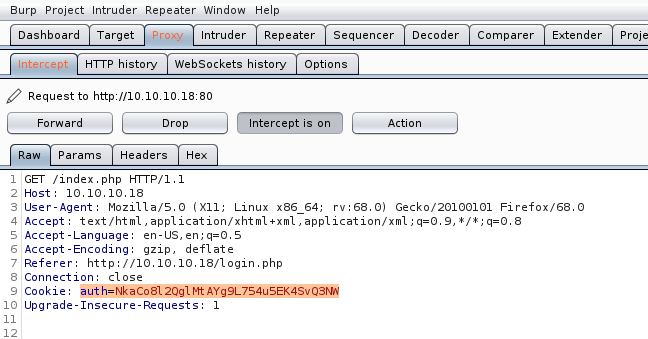 Burp Project Intruder Repeater Window Help
Dashboard Target Proxy Intruder Repeater Sequencer Decoder Comparer Extender Proje
Intercept HTTP history WebSockets history Options
Request to http://10.10.10.18:80
Forward Drop Intercept is on Action
Raw Params Headers Hex
1 GET /index.php HTTP/1.1
2 Host: 10.10.10.18
3 User-Agent: Mozilla/5.0 (X11; Linux x86_64; rv:68.0) Gecko/20100101 Firefox/68.0
4 Accept: text/html,application/xhtml+xml,application/xml;q=0.9,*/*;q=0.8
5 Accept-Language: en-US,en;q=0.5
6 Accept-Encoding: gzip, deflate
7 Referer: http://10.10.10.18/login.php
8 Connection: close
9 Cookie: auth=NkaCo8l2QglMtAYg9L754u5EK4SvQ3NW
10 Upgrade-Insecure-Requests: 1
11
12